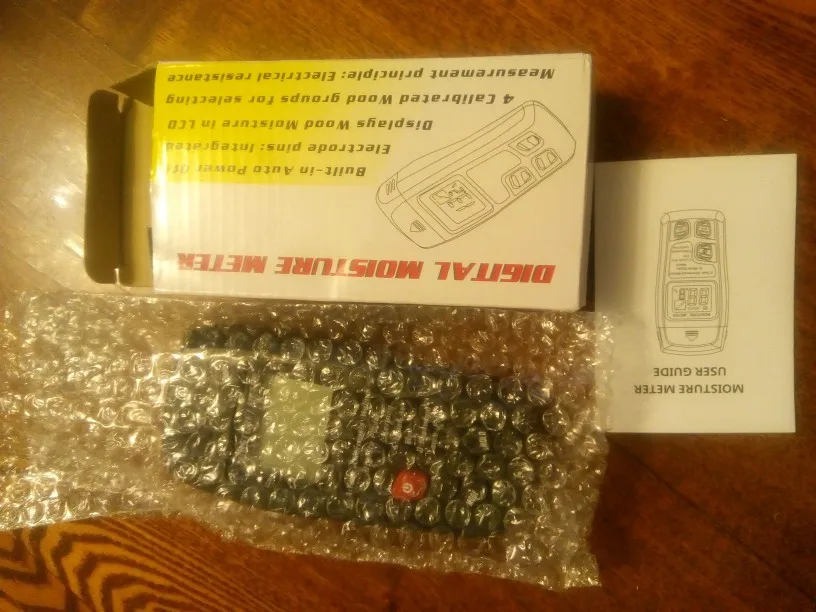 DIGITAL MOISTURE METER
Built-in Auto Power Off
Electrode pins: Integrated
Displays Wood Moisture in LCD
4 Calibrated Wood groups for selecting
Measurement principle: Electrical resistance
MOISTURE METER
USER GUIDE